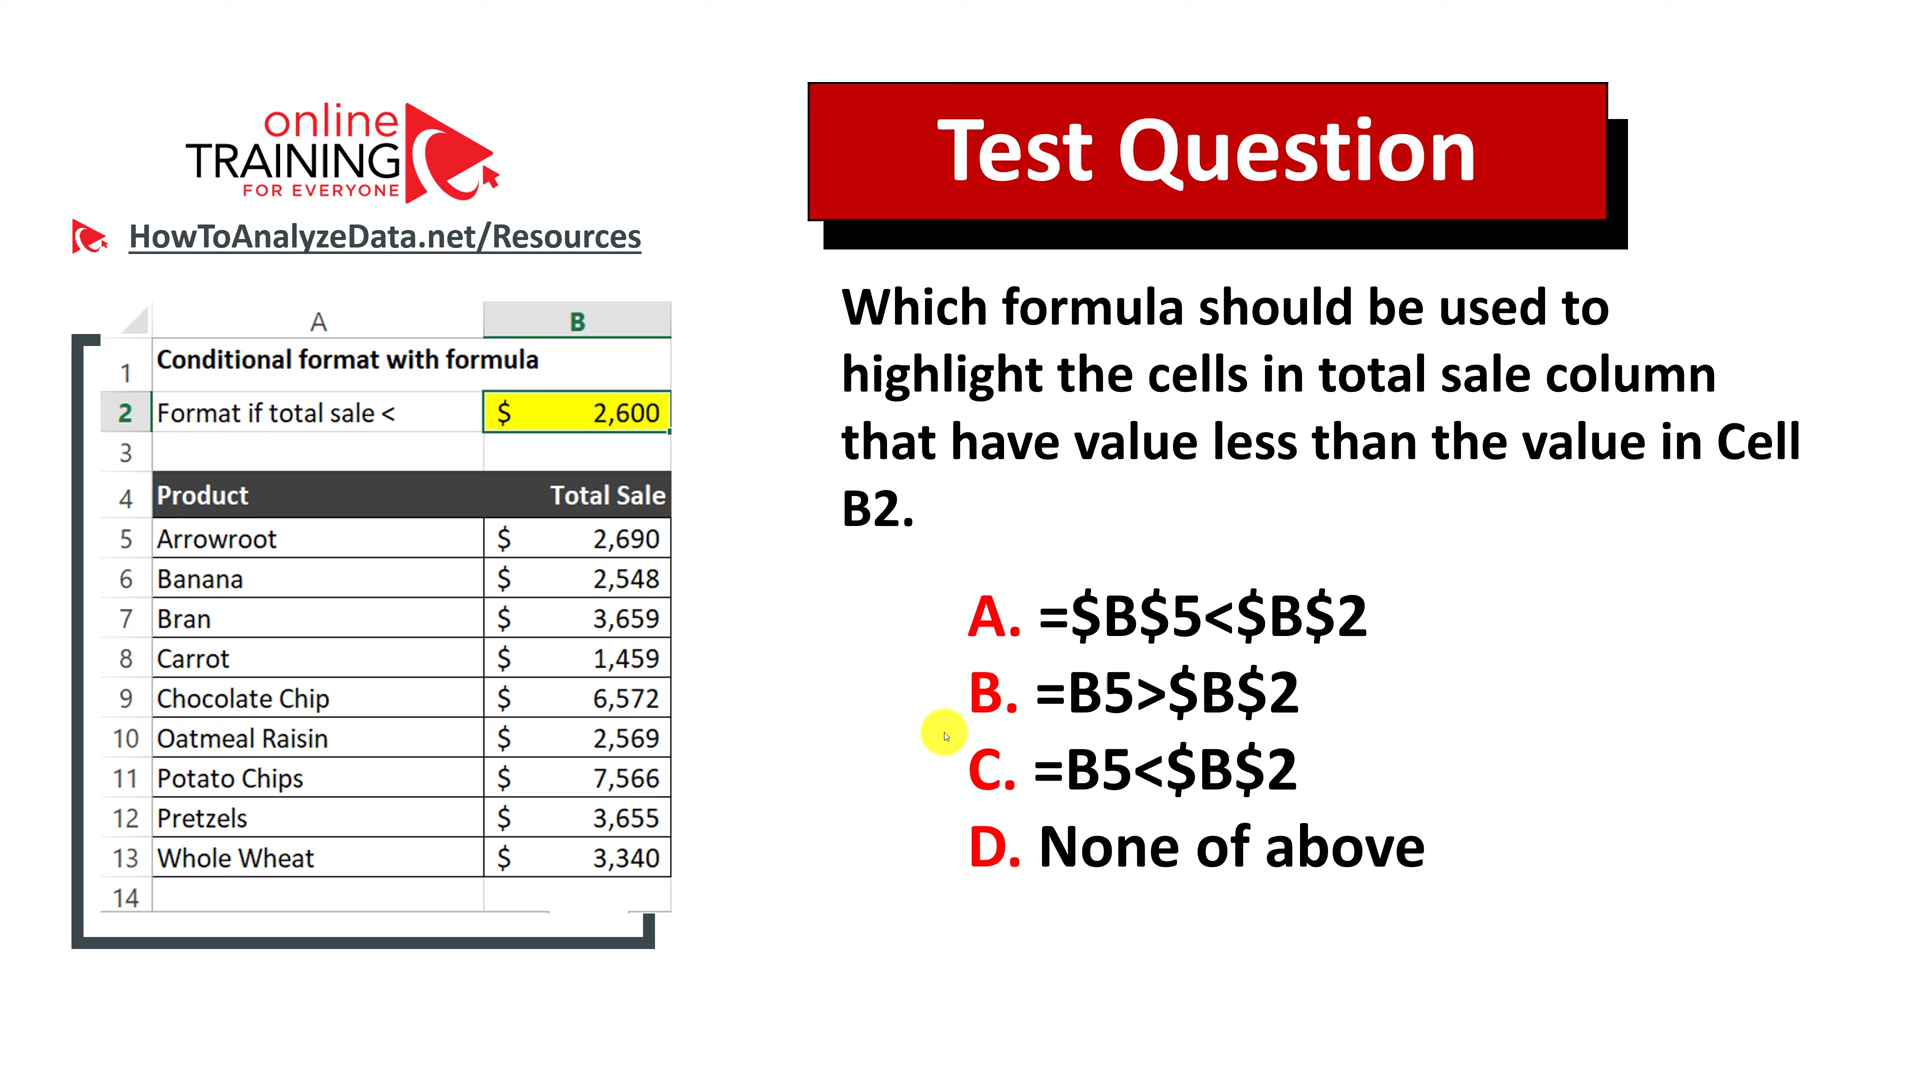 online
TRAINING
FOR EVERYONE
HowToAnalyzeData.net/Resources
Test Question
Which formula should be used to
highlight the cells in total sale column
that have value less than the value in Cell
B2.
A. =$B$5<$B$2
B. =B5>$B$2
C. =B5<$B$2
D. None of above
A B
1 Conditional format with formula
2 Format if total sale < $ 2,600
3
4 Product Total Sale
5 Arrowroot $ 2,690
6 Banana $ 2,548
7 Bran $ 3,659
8 Carrot $ 1,459
9 Chocolate Chip $ 6,572
10 Oatmeal Raisin $ 2,569
11 Potato Chips $ 7,566
12 Pretzels $ 3,655
13 Whole Wheat $ 3,340
14